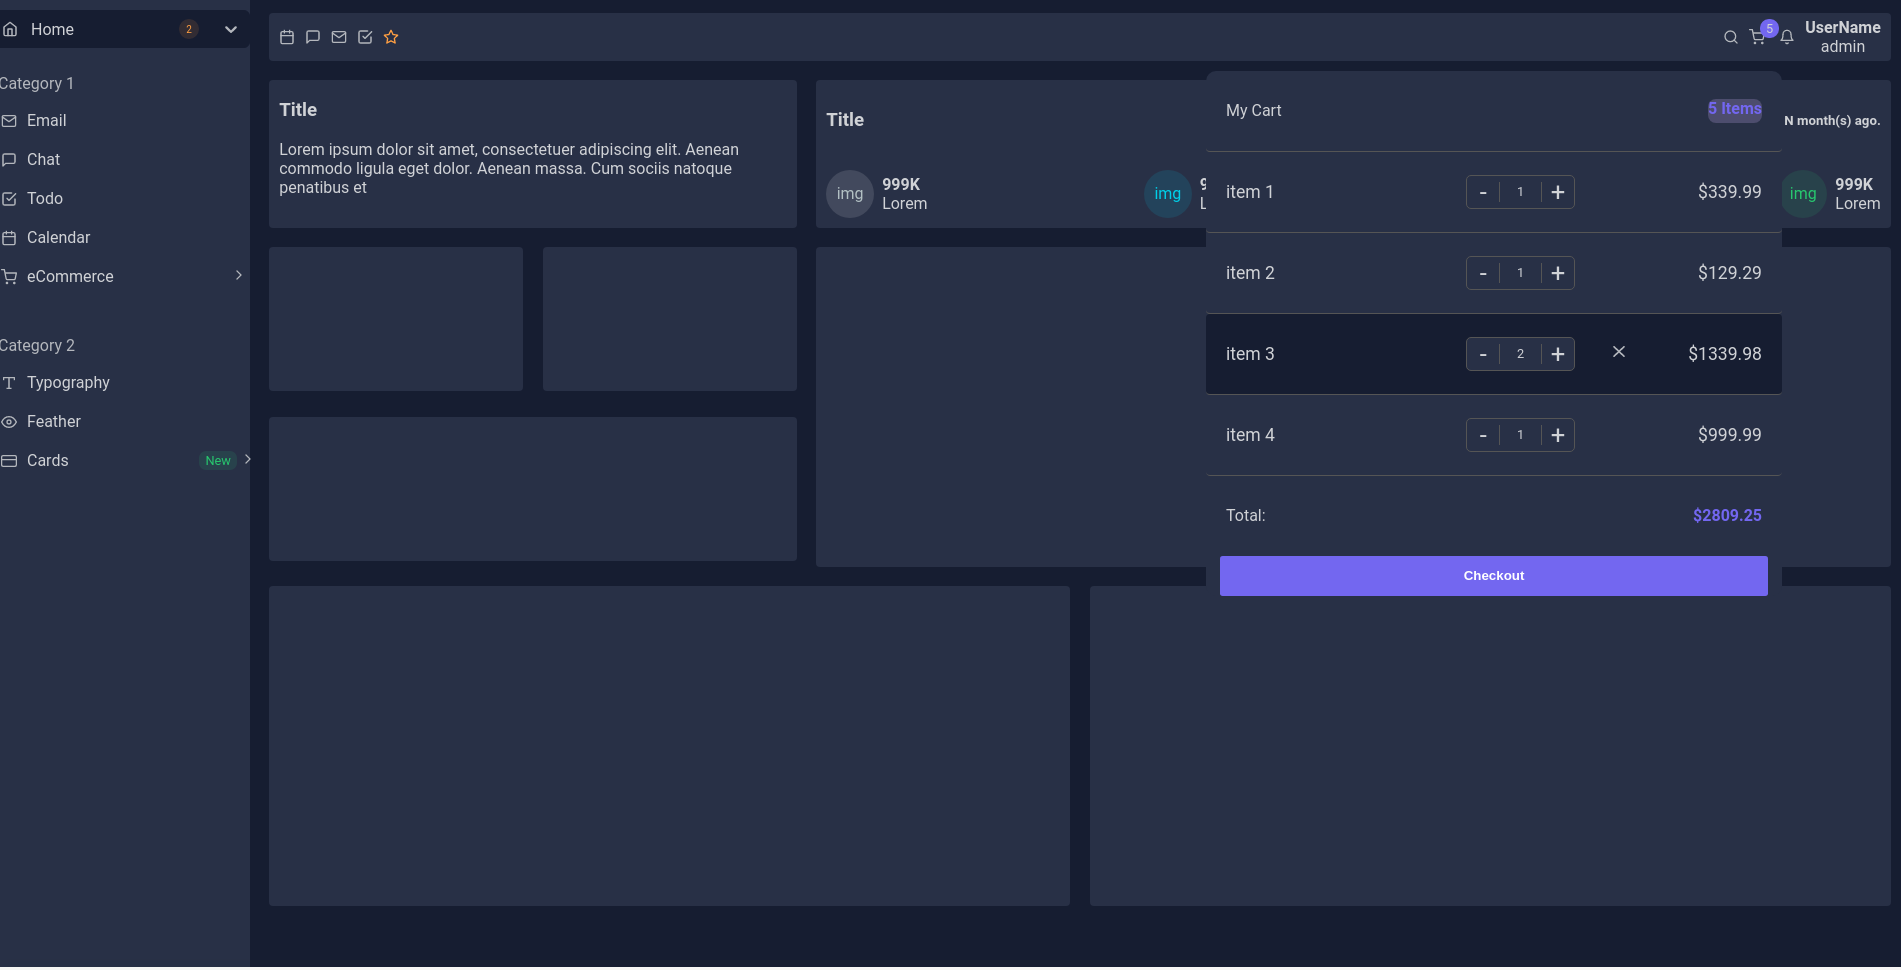 Home 2
Category 1
Email
Chat
Todo
Calendar
eCommerce
Category 2
Typography
Feather
Cards New
5
UserName
admin
Title
Lorem ipsum dolor sit amet, consectetuer adipiscing elit. Aenean
commodo ligula eget dolor. Aenean massa. Cum sociis natoque
penatibus et
Title
N month(s) ago.
img
999K
Lorem
img
9
L
img
999K
Lorem
My Cart 5 Items
item 1 - 1 + $339.99
item 2 - 1 + $129.29
item 3 - 2 + $1339.98
item 4 - 1 + $999.99
Total: $2809.25
Checkout